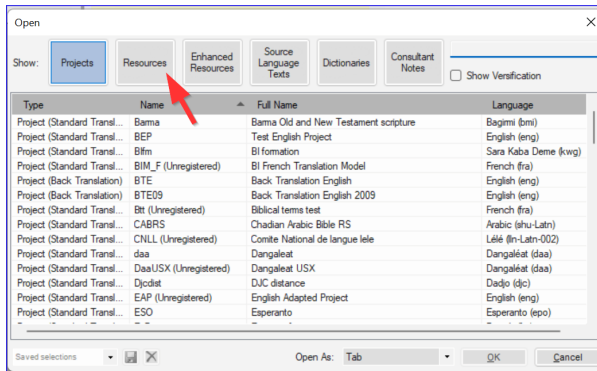 Open
Show: Projects Resources Enhanced Resources Source Language Texts Dictionaries Consultant Notes
Show Versification
Type Name Full Name Language
Project (Standard Transl... Barma Barma Old and New Testament scripture Bagirmi (bmi)
Project (Standard Transl... BEP Test English Project English (eng)
Project (Standard Transl... BIfm BI formation Sara Kaba Deme (kwg)
Project (Standard Transl... BIM_F (Unregistered) BI French Translation Model French (fra)
Project (Back Translation) BTE Back Translation English English (eng)
Project (Back Translation) BTE09 Back Translation English 2009 English (eng)
Project (Standard Transl... Btt (Unregistered) Biblical terms test French (fra)
Project (Standard Transl... CABRS Chadian Arabic Bible RS Arabic (shu-Latn)
Project (Standard Transl... CNLL (Unregistered) Comite National de langue lele Lélé (lln-Latn-002)
Project (Standard Transl... daa Dangaleat Dangaléat (daa)
Project (Standard Transl... DaaUSX (Unregistered) Dangaleat USX Dangaléat (daa)
Project (Standard Transl... Djcdist DJC distance Dadjo (djc)
Project (Standard Transl... EAP (Unregistered) English Adapted Project English (eng)
Project (Standard Transl... ESO Esperanto Esperanto (epo)
Saved selections Open As: Tab OK Cancel